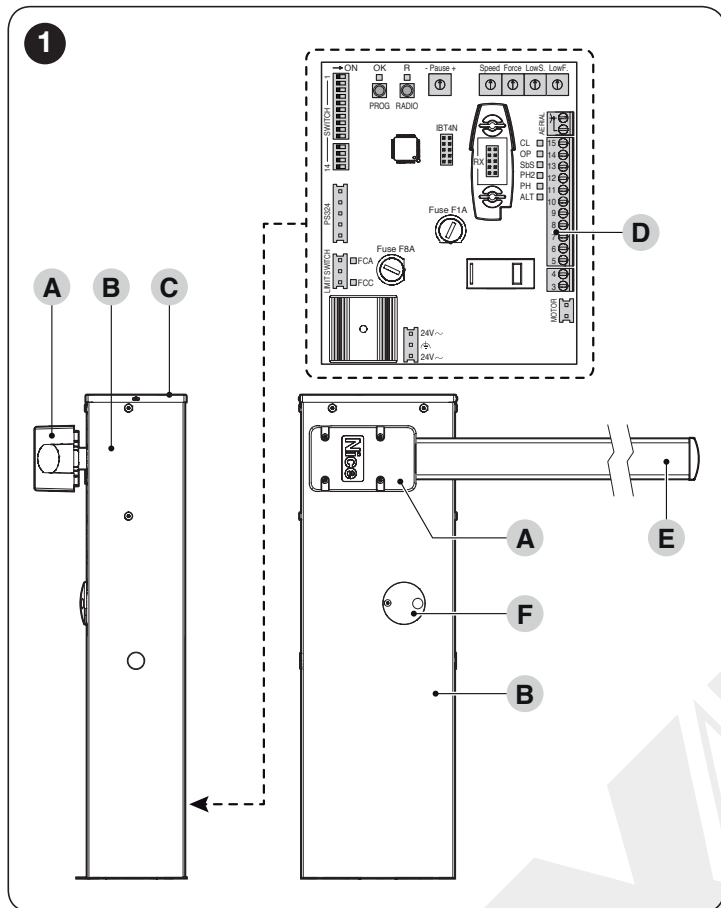 1
→ ON
OK
R
- Pause +
Speed Force LowS. LowF.
PROG
RADIO
1
SWITCH
14
IBT4N
RX
AERIAL
CL
OP
SbS
PH2
PH
ALT
15
14
13
12
11
10
9
8
7
6
5
4
3
PS324
Fuse F1A
Fuse F8A
LIMIT SWITCH
FCA
FCC
24V~
24V~
MOTOR
D
A
B
C
Nice
A
E
F
B